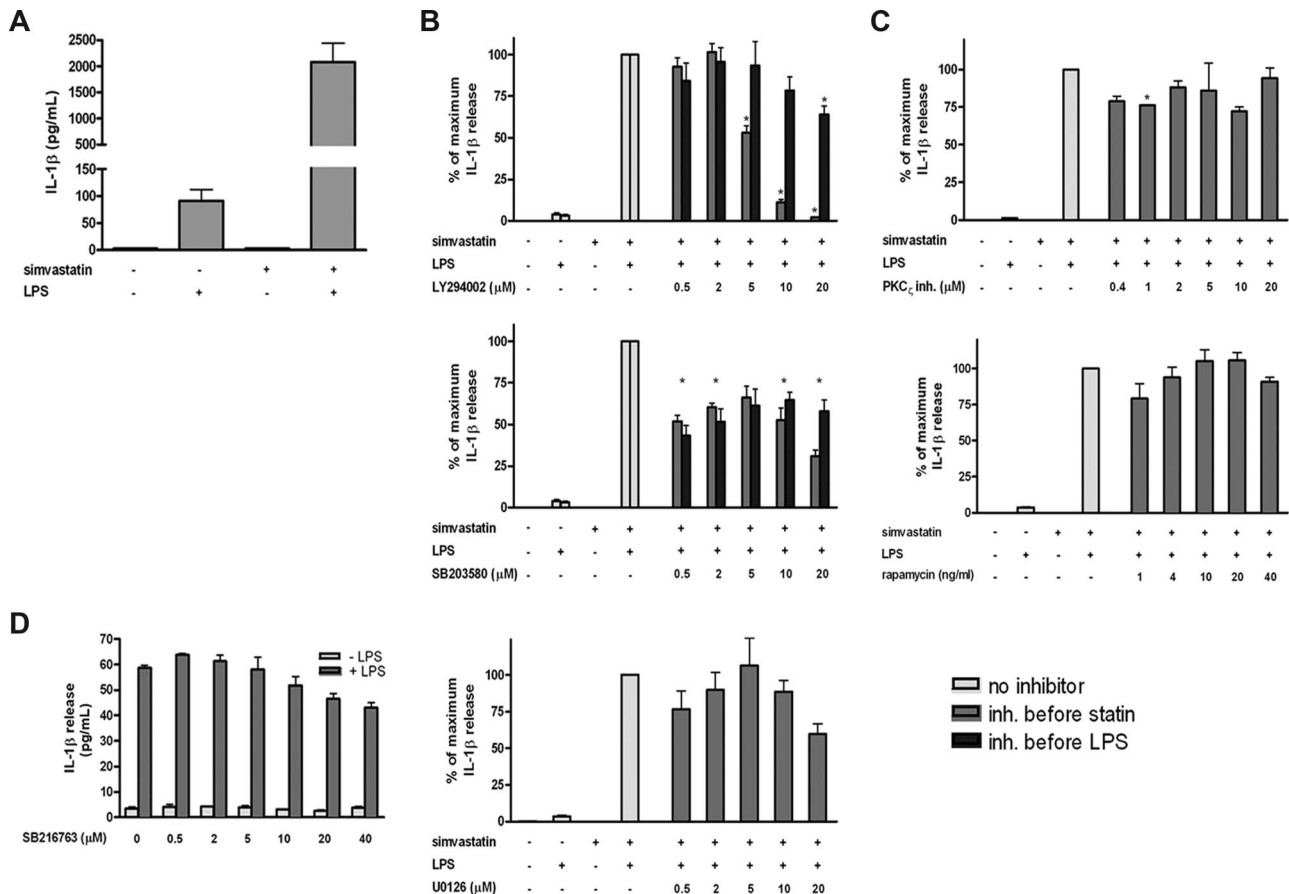 A
IL-1β (pg/mL)
2500
2000
1500
1000
500
100
50
0
simvastatin - - + +
LPS - + - +
B
% of maximum
IL-1β release
100
75
50
25
0
* * * *
simvastatin - - + + + + + + +
LPS - + - + + + + + +
LY294002 (μM) - - - - 0.5 2 5 10 20
% of maximum
IL-1β release
100
75
50
25
0
* * * *
simvastatin - - + + + + + + +
LPS - + - + + + + + +
SB203580 (μM) - - - - 0.5 2 5 10 20
C
% of maximum
IL-1β release
100
75
50
25
0
*
simvastatin - - + + + + + + + +
LPS - + - + + + + + + +
PKCζ inh. (μM) - - - - 0.4 1 2 5 10 20
% of maximum
IL-1β release
100
75
50
25
0
simvastatin - - + + + + + + +
LPS - + - + + + + + +
rapamycin (ng/ml) - - - - 1 4 10 20 40
D
IL-1β release
(pg/mL)
70
60
50
40
30
20
10
0
- LPS
+ LPS
SB216763 (μM) 0 0.5 2 5 10 20 40
% of maximum
IL-1β release
100
75
50
25
0
simvastatin - - + + + + + + +
LPS - + - + + + + + +
U0126 (μM) - - - - 0.5 2 5 10 20
no inhibitor
inh. before statin
inh. before LPS